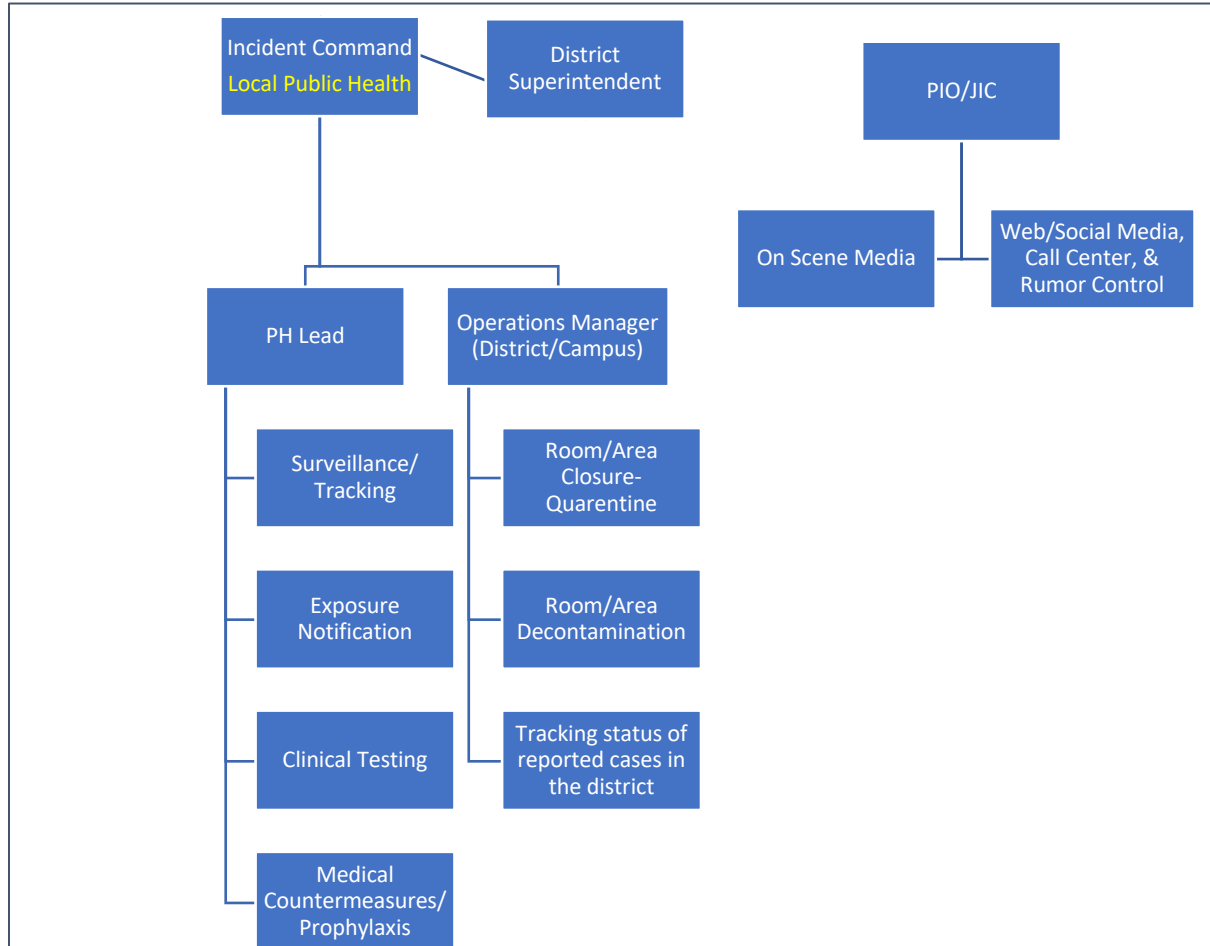 Incident Command
Local Public Health
District
Superintendent
PIO/JIC
On Scene Media
Web/Social Media,
Call Center, &
Rumor Control
PH Lead
Operations Manager
(District/Campus)
Surveillance/
Tracking
Exposure
Notification
Clinical Testing
Medical
Countermeasures/
Prophylaxis
Room/Area
Closure-
Quarentine
Room/Area
Decontamination
Tracking status of
reported cases in
the district